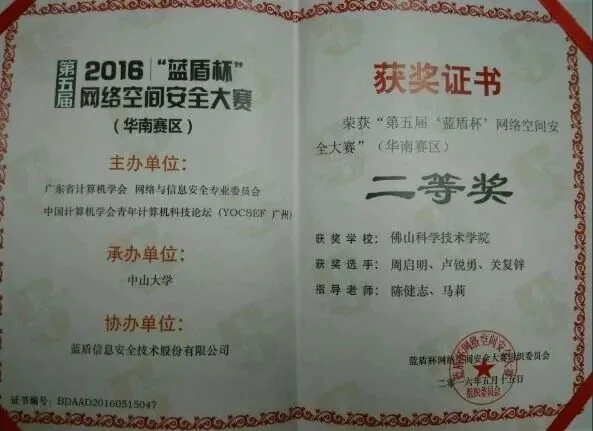 第五届
2016 “蓝盾杯”
网络空间安全大赛
(华南赛区)
主办单位:
广东省计算机学会 网络与信息安全专业委员会
中国计算机学会青年计算机科技论坛(YOCSEF 广州)
承办单位:
中山大学
协办单位:
蓝盾信息安全技术股份有限公司
证书编号: BDAAD20160515047
获奖证书
荣获“第五届‘蓝盾杯’网络空间安
全大赛”(华南赛区)
二等奖
获奖学校: 佛山科学技术学院
获奖选手: 周启明、卢锐勇、关复锌
指导老师: 陈健志、马莉
蓝盾杯网络空间安全大赛组织委员会
二〇一六年五月十五日
组织委员会